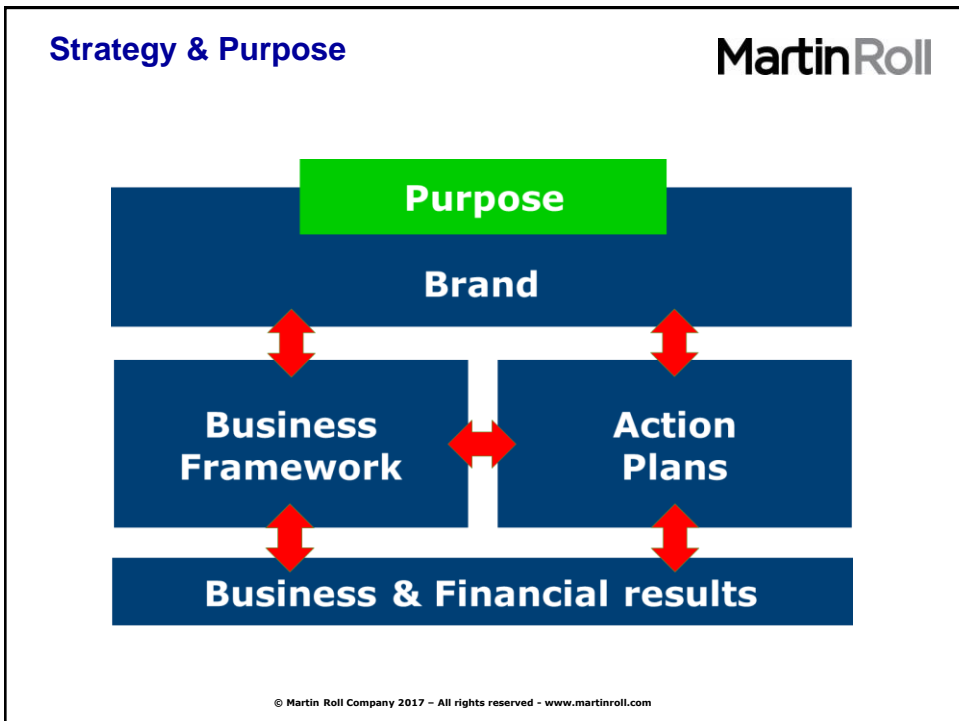 Strategy & Purpose
MartinRoll
Purpose
Brand
Business
Framework
Action
Plans
Business & Financial results
© Martin Roll Company 2017 – All rights reserved - www.martinroll.com